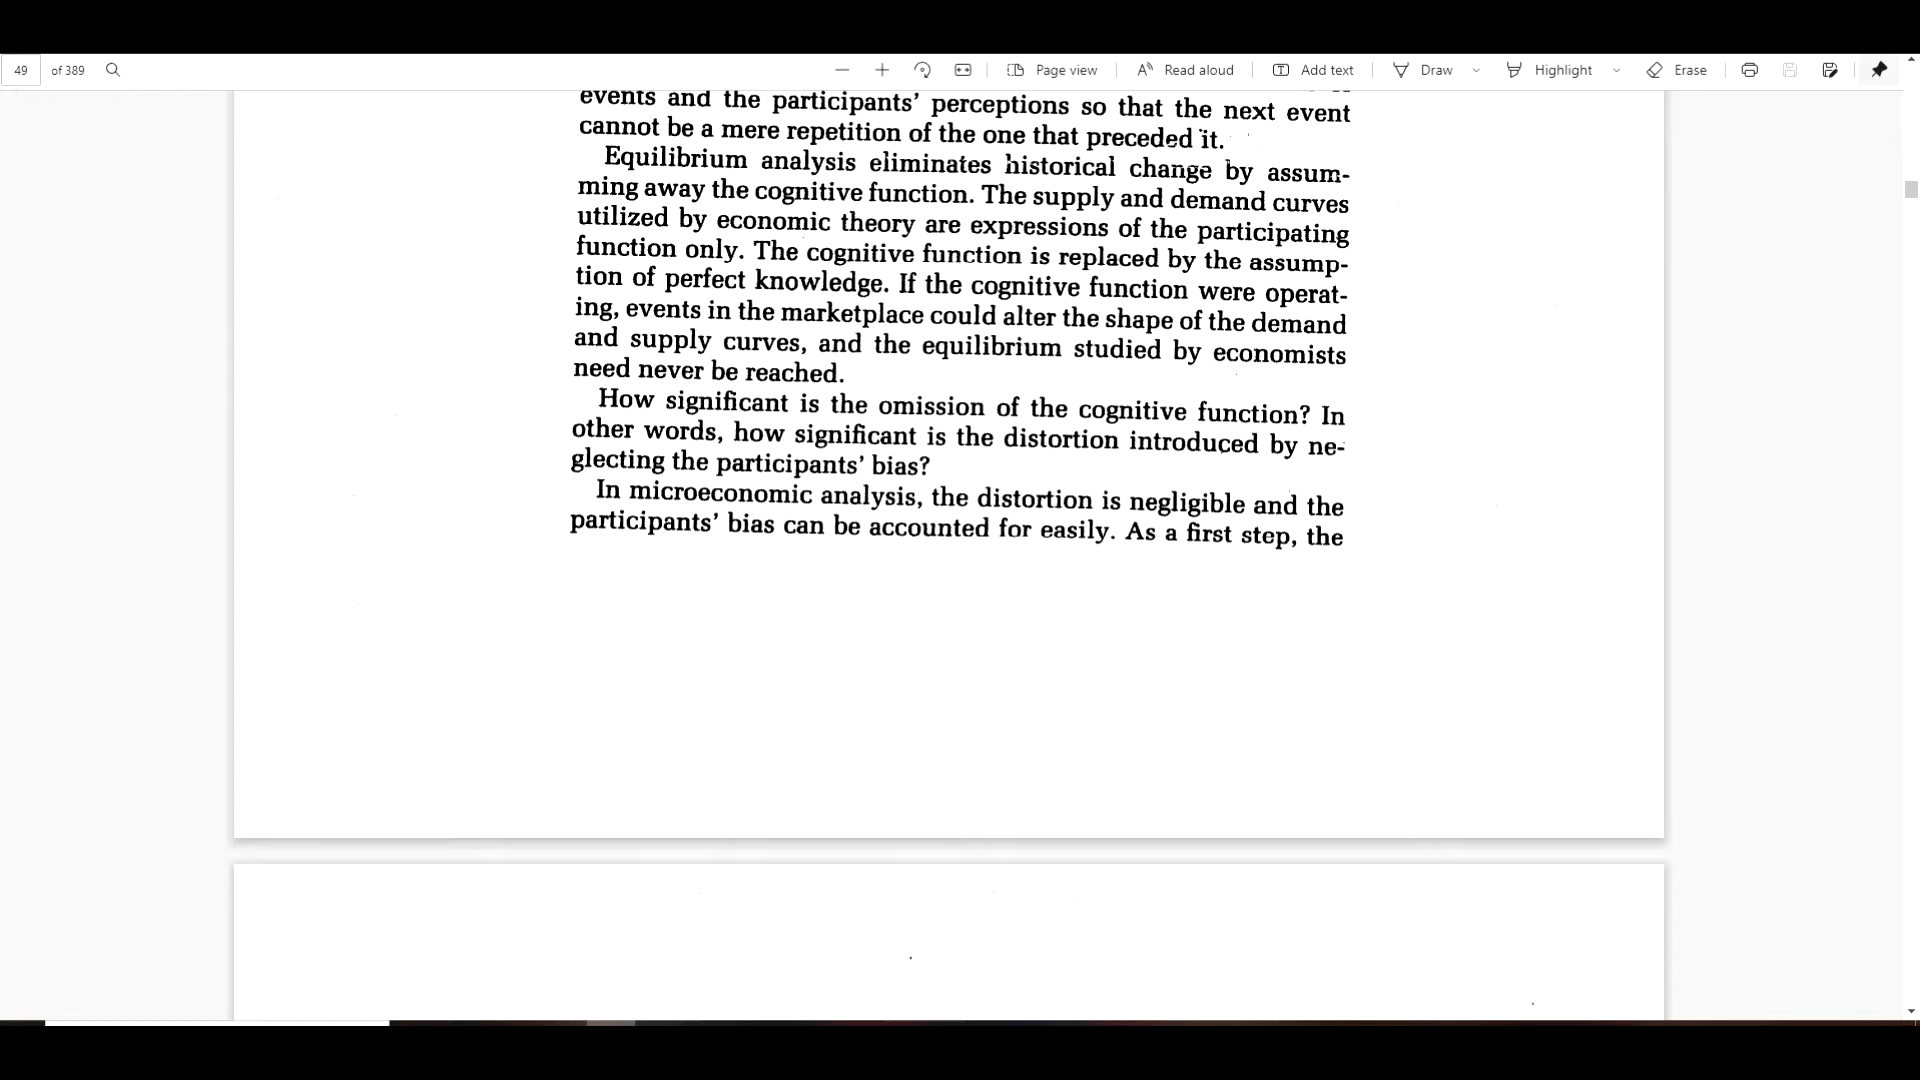 49 of 389 Page view Read aloud Add text Draw Highlight Erase
events and the participants’ perceptions so that the next event
cannot be a mere repetition of the one that preceded it.
Equilibrium analysis eliminates historical change by assum-
ming away the cognitive function. The supply and demand curves
utilized by economic theory are expressions of the participating
function only. The cognitive function is replaced by the assump-
tion of perfect knowledge. If the cognitive function were operat-
ing, events in the marketplace could alter the shape of the demand
and supply curves, and the equilibrium studied by economists
need never be reached.
How significant is the omission of the cognitive function? In
other words, how significant is the distortion introduced by ne-
glecting the participants’ bias?
In microeconomic analysis, the distortion is negligible and the
participants’ bias can be accounted for easily. As a first step, the